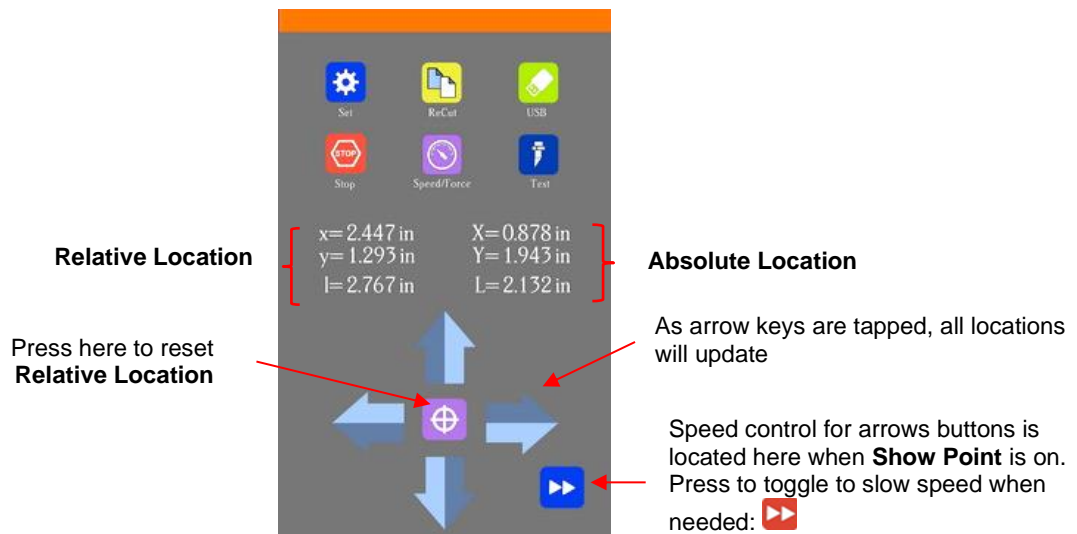 Set ReCut USB
STOP
Stop Speed/Force Test
Relative Location
x=2.447 in X=0.878 in
y=1.293 in Y=1.943 in
l=2.767 in L=2.132 in
Absolute Location
As arrow keys are tapped, all locations
will update
Press here to reset
Relative Location
Speed control for arrows buttons is
located here when Show Point is on.
Press to toggle to slow speed when
needed: